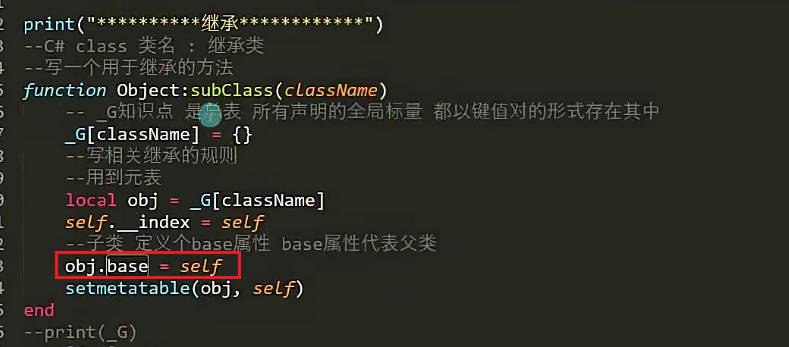 print("**********继承************")
--C# class 类名 : 继承类
--写一个用于继承的方法
function Object:subClass(className)
-- _G知识点 是总表 所有声明的全局标量 都以键值对的形式存在其中
_G[className] = {}
--写相关继承的规则
--用到元表
local obj = _G[className]
self.__index = self
--子类 定义个base属性 base属性代表父类
obj.base = self
setmetatable(obj, self)
end
--print(_G)